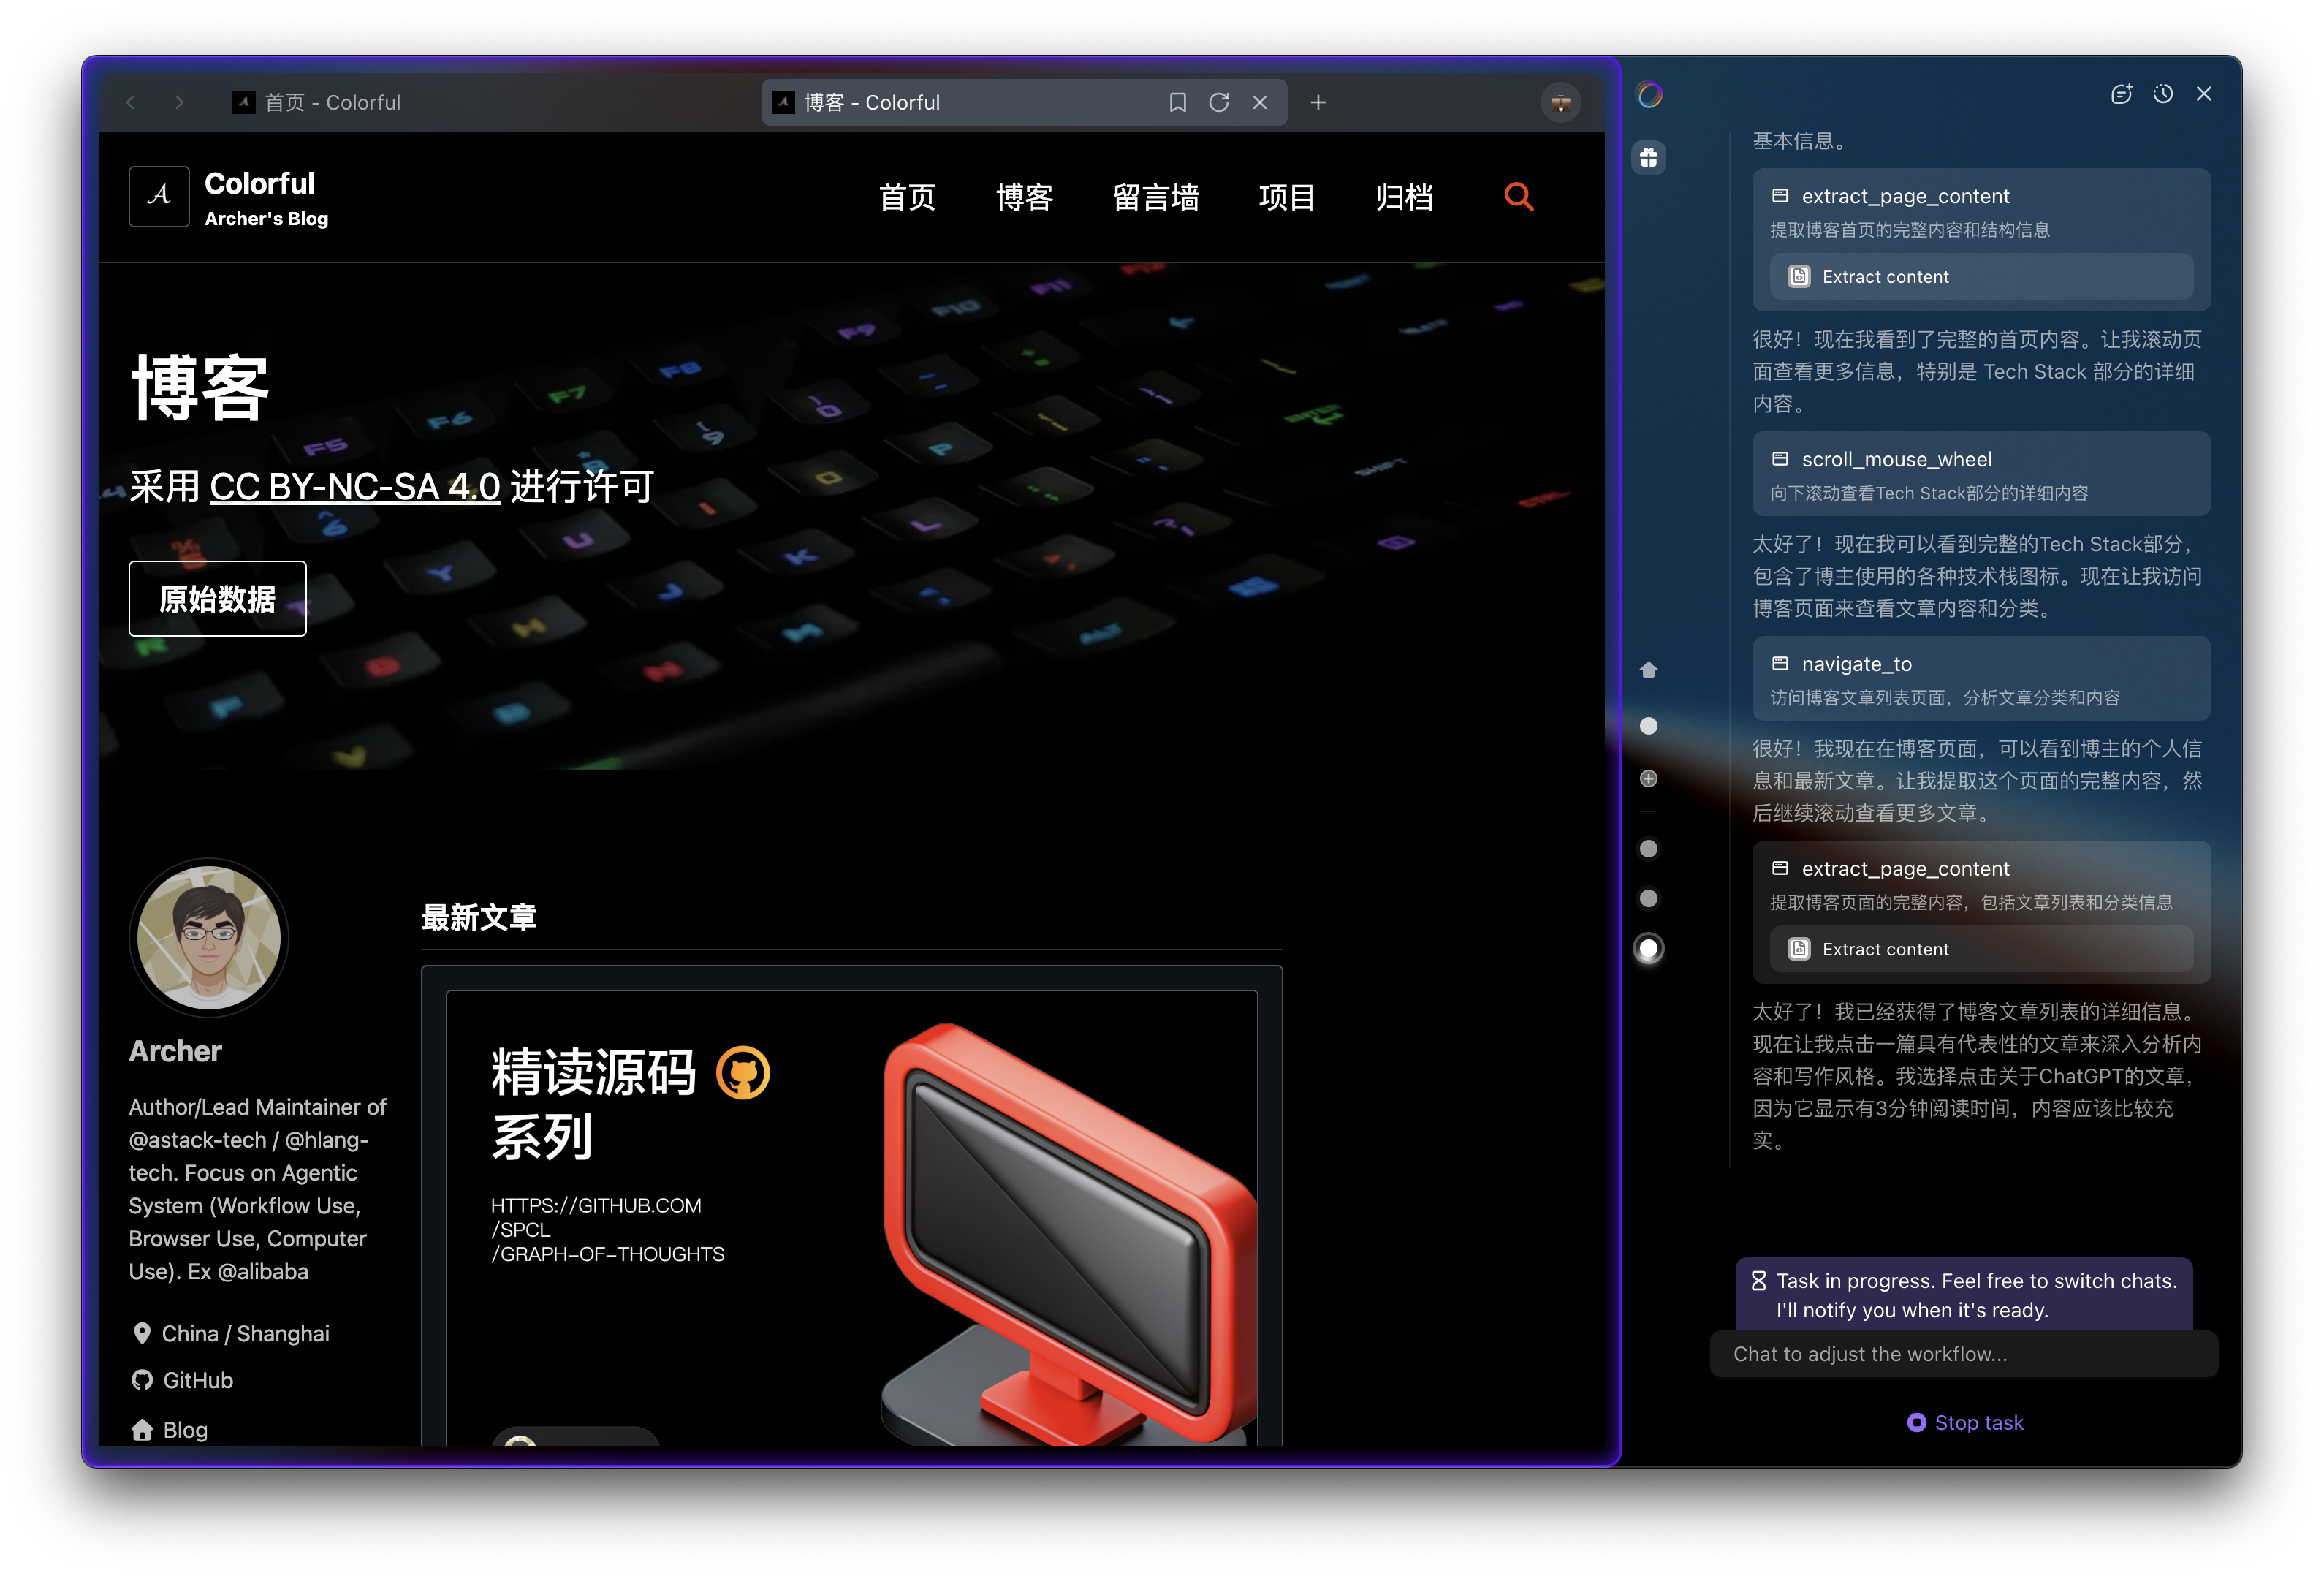 首页 - Colorful
博客 - Colorful
Colorful
Archer's Blog
首页
博客
留言墙
项目
归档
博客
采用 CC BY-NC-SA 4.0 进行许可
原始数据
F5
F6
F7
F8
F9
F10
F11
ENTER
SHIFT
CTRL
ALT
Archer
Author/Lead Maintainer of
@astack-tech / @hlang-
tech. Focus on Agentic
System (Workflow Use,
Browser Use, Computer
Use). Ex @alibaba
China / Shanghai
GitHub
Blog
最新文章
精读源码
系列
HTTPS://GITHUB.COM
/SPCL
/GRAPH-OF-THOUGHTS
基本信息。
extract_page_content
提取博客首页的完整内容和结构信息
Extract content
很好！现在我看到了完整的首页内容。让我滚动页
面查看更多信息，特别是 Tech Stack 部分的详细
内容。
scroll_mouse_wheel
向下滚动查看Tech Stack部分的详细内容
太好了！现在我可以看到完整的Tech Stack部分，
包含了博主使用的各种技术栈图标。现在让我访问
博客页面来查看文章内容和分类。
navigate_to
访问博客文章列表页面，分析文章分类和内容
很好！我现在在博客页面，可以看到博主的个人信
息和最新文章。让我提取这个页面的完整内容，然
后继续滚动查看更多文章。
extract_page_content
提取博客页面的完整内容，包括文章列表和分类信息
Extract content
太好了！我已经获得了博客文章列表的详细信息。
现在让我点击一篇具有代表性的文章来深入分析内
容和写作风格。我选择点击关于ChatGPT的文章，
因为它显示有3分钟阅读时间，内容应该比较充
实。
Task in progress. Feel free to switch chats.
I'll notify you when it's ready.
Chat to adjust the workflow...
Stop task